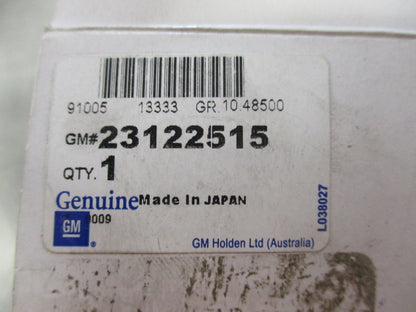 91005 13333 GR.10.48500
GM# 23122515
QTY. 1
Genuine Made In JAPAN
0009
GM
GM Holden Ltd (Australia)
L038027